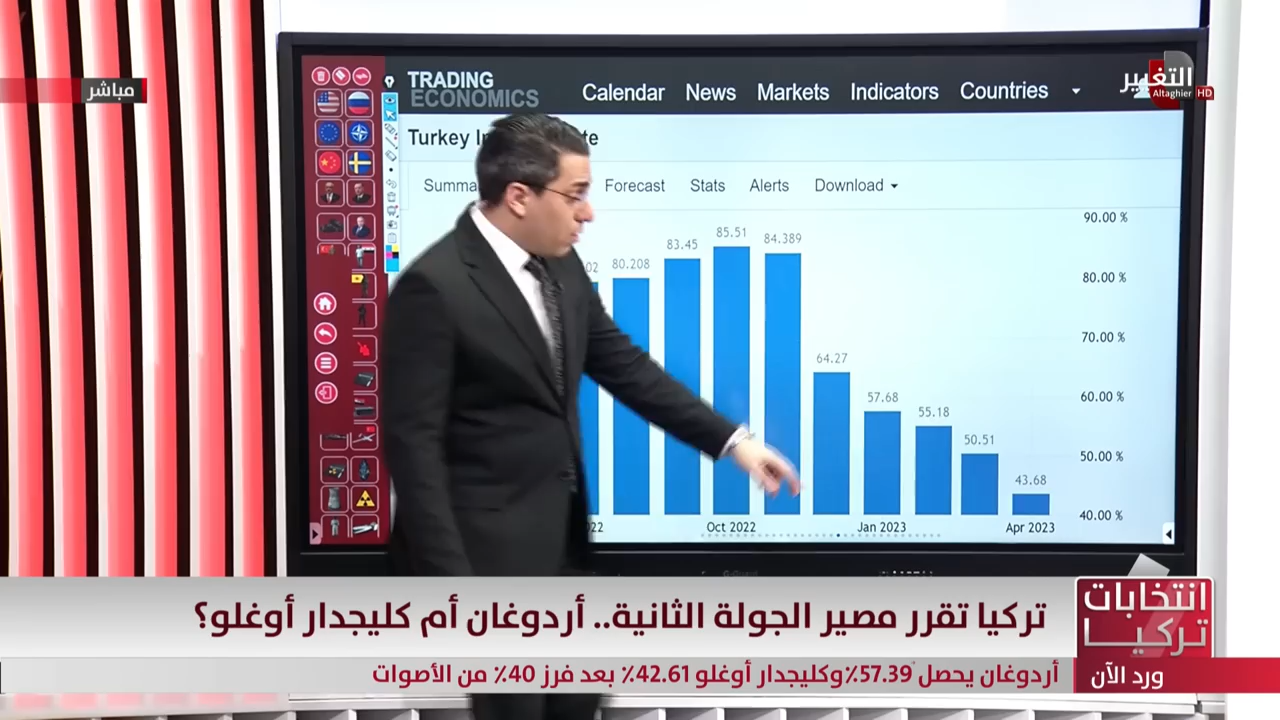 مباشر
TRADING
ECONOMICS
Calendar News Markets Indicators Countries
التغيير
Altaghier HD
Turkey
Forecast Stats Alerts Download
90.00 %
80.00 %
70.00 %
60.00 %
50.00 %
40.00 %
80.208
83.45
85.51
84.389
64.27
57.68
55.18
50.51
43.68
Oct 2022
Jan 2023
Apr 2023
انتخابات
تركيا
تركيا تقرر مصير الجولة الثانية.. أردوغان أم كليجدار أوغلو؟
ورد الآن
أردوغان يحصل 57.39٪وكليجدار أوغلو 42.61٪ بعد فرز 40٪ من الأصوات